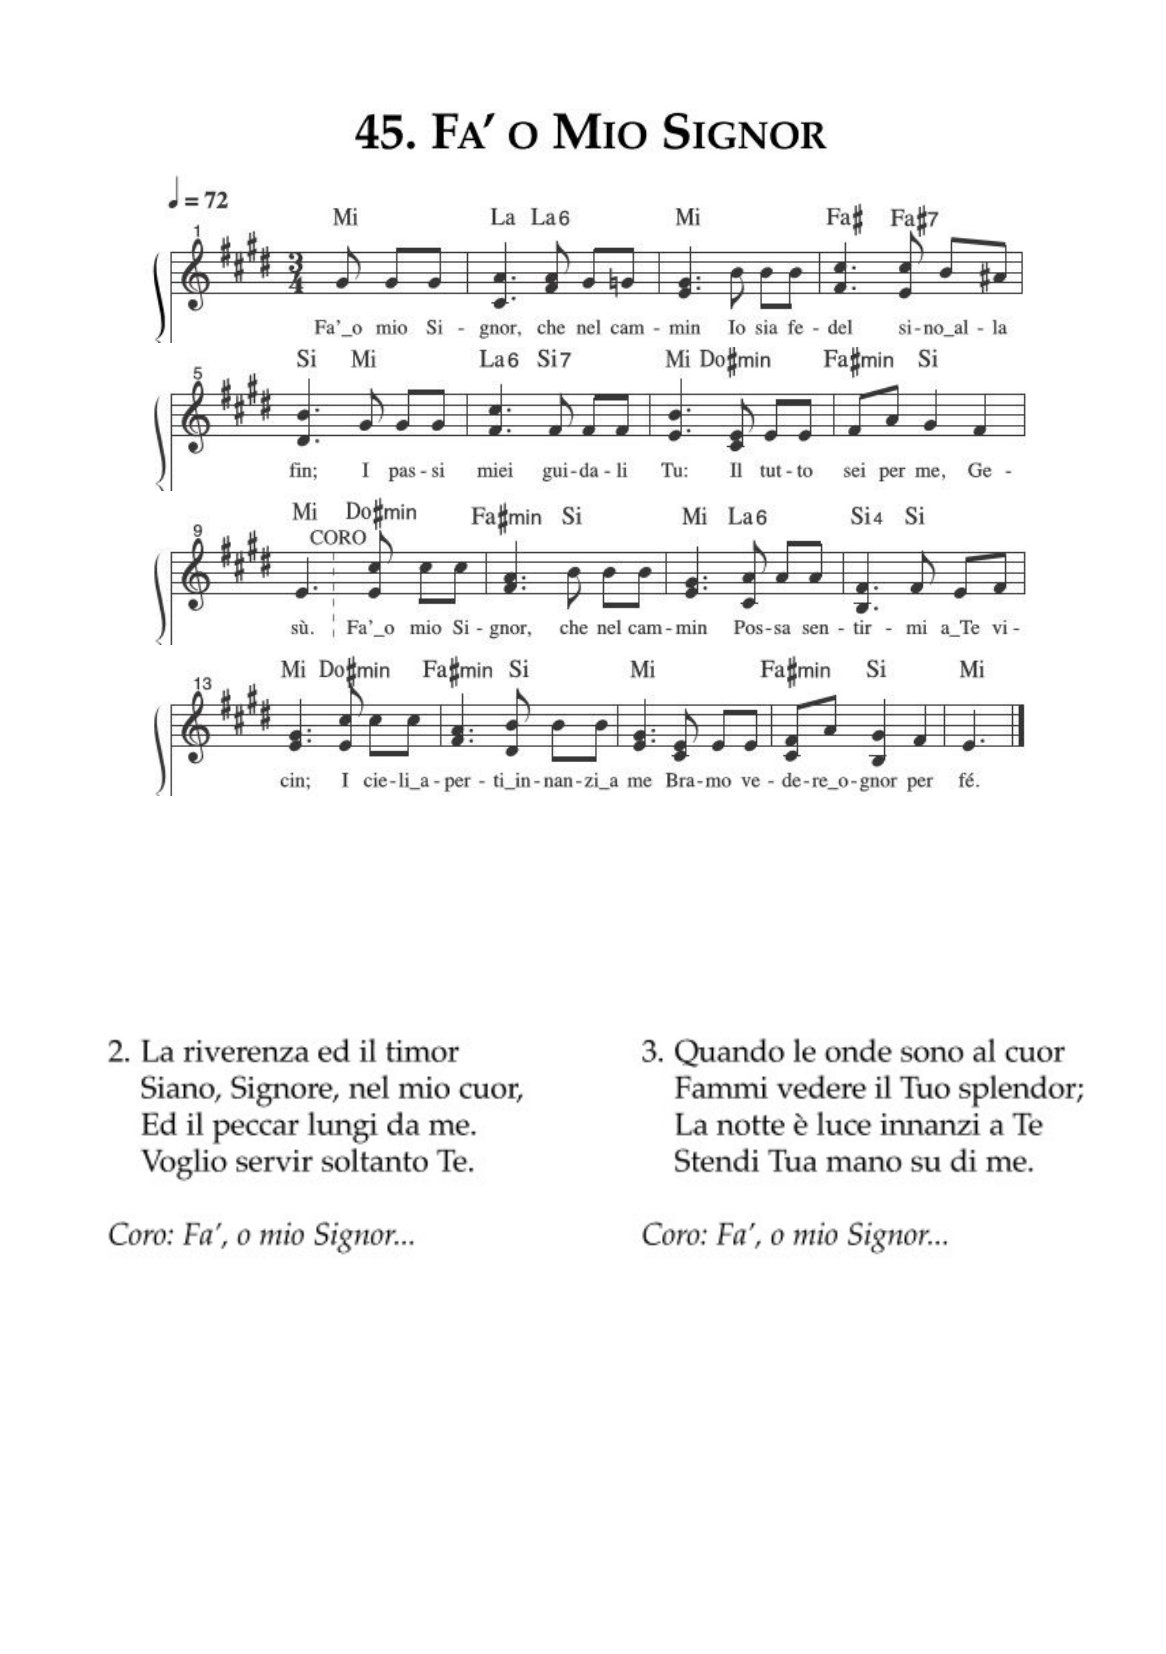 45. FA' O MIO SIGNOR
♩ = 72
Mi La La6 Mi Fa# Fa#7
1
3
4
Fa'_o mio Si - gnor, che nel cam - min Io sia fe - del si - no_al - la
Si Mi La6 Si7 Mi Do#min Fa#min Si
5
fin; I pas - si miei gui - da - li Tu: Il tut - to sei per me, Ge -
Mi Do#min Fa#min Si Mi La6 Si4 Si
9
CORO
sù. Fa'_o mio Si - gnor, che nel cam - min Pos - sa sen - tir - mi a_Te vi -
Mi Do#min Fa#min Si Mi Fa#min Si Mi
13
cin; I cie - li_a - per - ti_in - nan - zi_a me Bra - mo ve - de - re_o - gnor per fé.
2. La riverenza ed il timor
Siano, Signore, nel mio cuor,
Ed il peccar lungi da me.
Voglio servir soltanto Te.
Coro: Fa', o mio Signor...
3. Quando le onde sono al cuor
Fammi vedere il Tuo splendor;
La notte è luce innanzi a Te
Stendi Tua mano su di me.
Coro: Fa', o mio Signor...